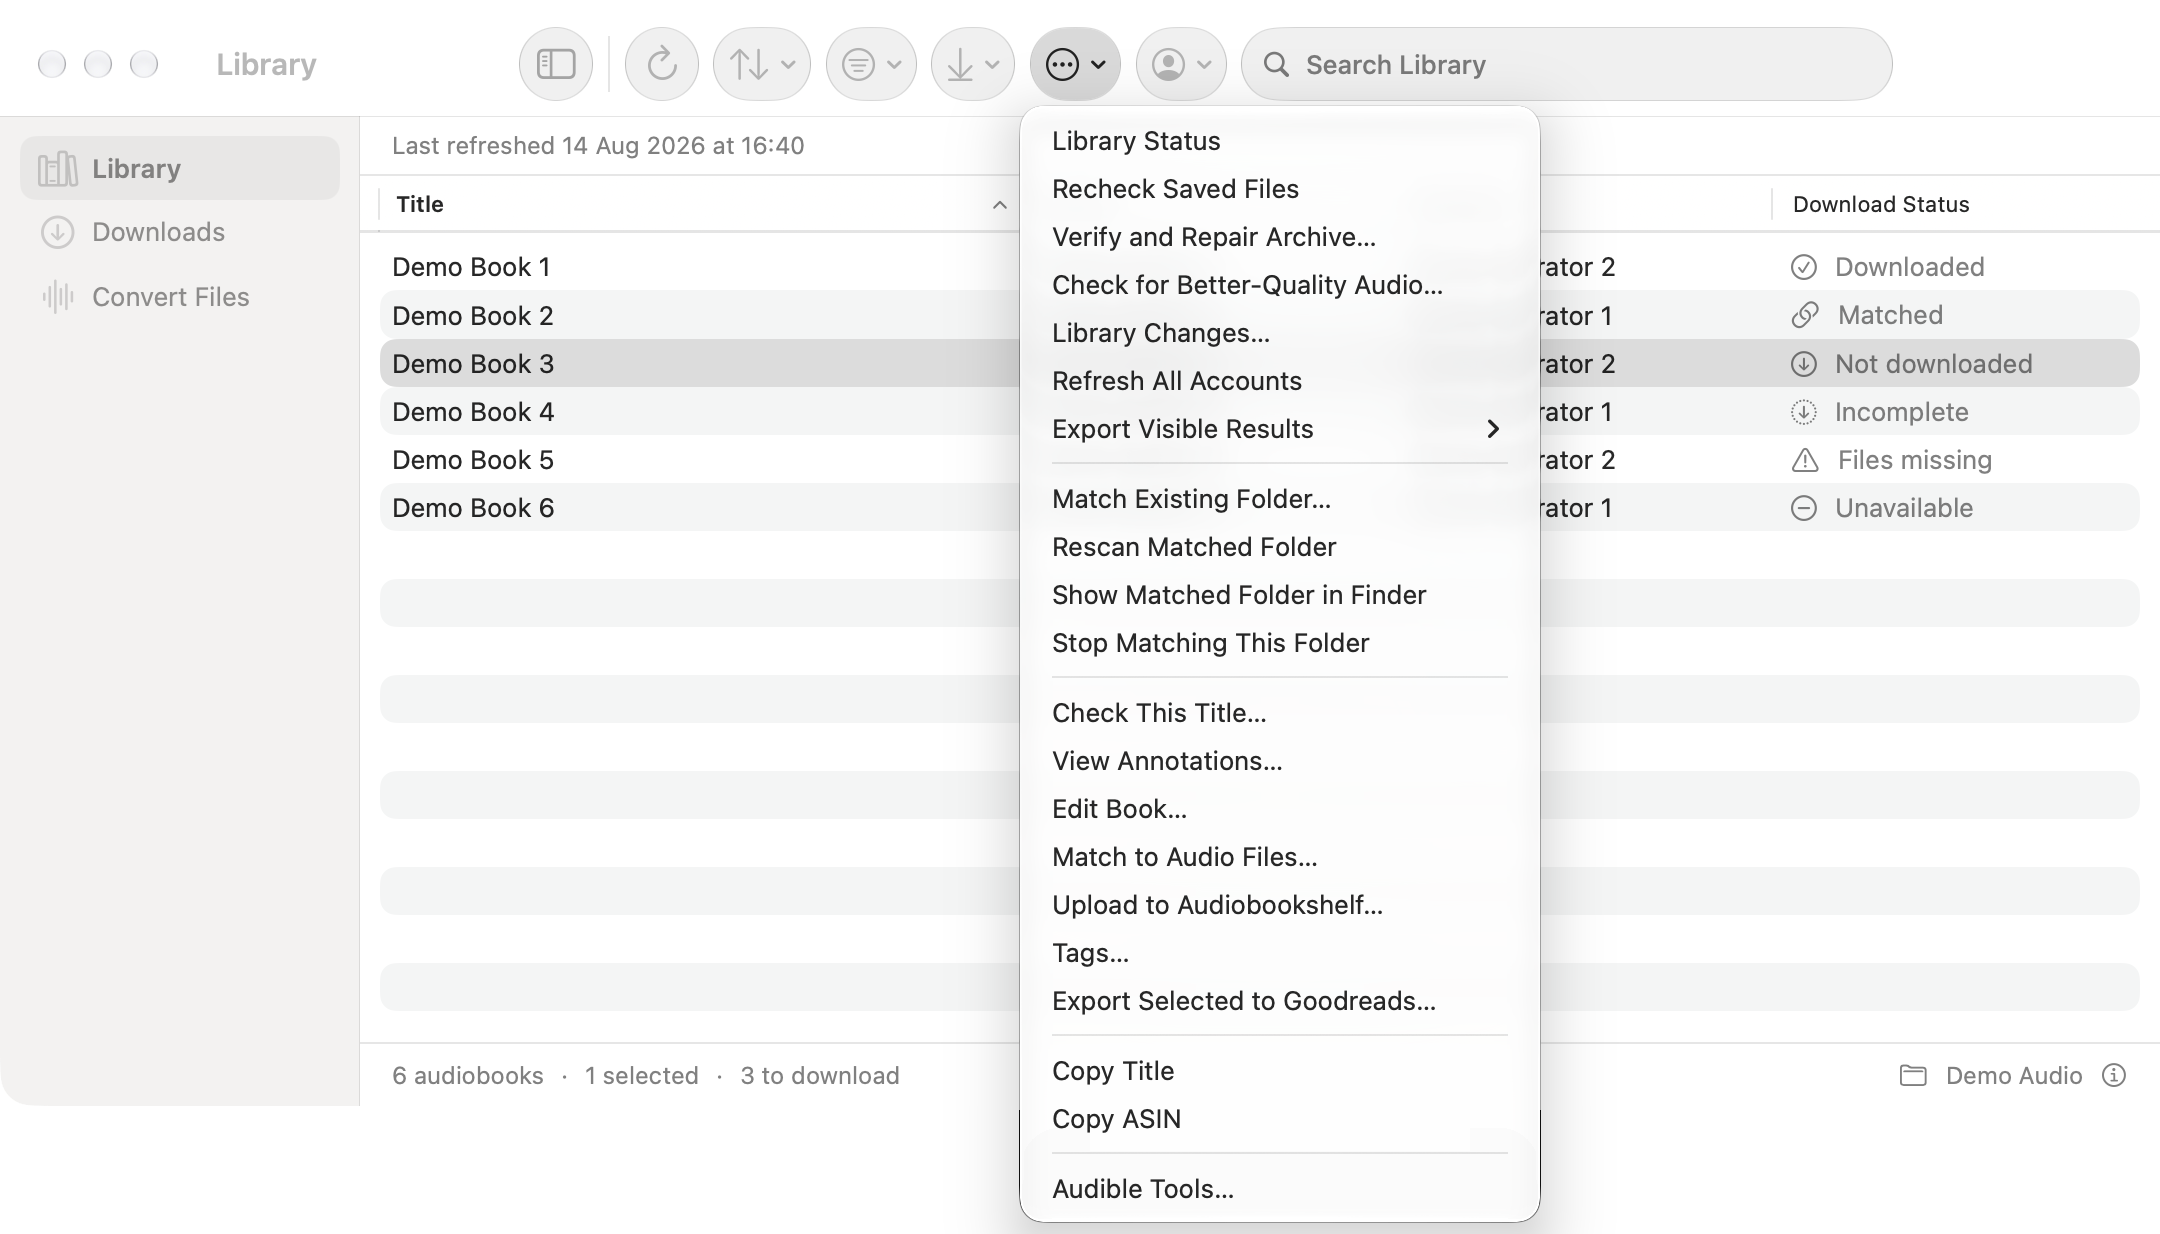 Library
Search Library
Library
Downloads
Convert Files
Last refreshed 14 Aug 2026 at 16:40
Title
Download Status
Demo Book 1
rator 2
Downloaded
Demo Book 2
rator 1
Matched
Demo Book 3
rator 2
Not downloaded
Demo Book 4
rator 1
Incomplete
Demo Book 5
rator 2
Files missing
Demo Book 6
rator 1
Unavailable
Library Status
Recheck Saved Files
Verify and Repair Archive...
Check for Better-Quality Audio...
Library Changes...
Refresh All Accounts
Export Visible Results
Match Existing Folder...
Rescan Matched Folder
Show Matched Folder in Finder
Stop Matching This Folder
Check This Title...
View Annotations...
Edit Book...
Match to Audio Files...
Upload to Audiobookshelf...
Tags...
Export Selected to Goodreads...
Copy Title
Copy ASIN
Audible Tools...
6 audiobooks · 1 selected · 3 to download
Demo Audio